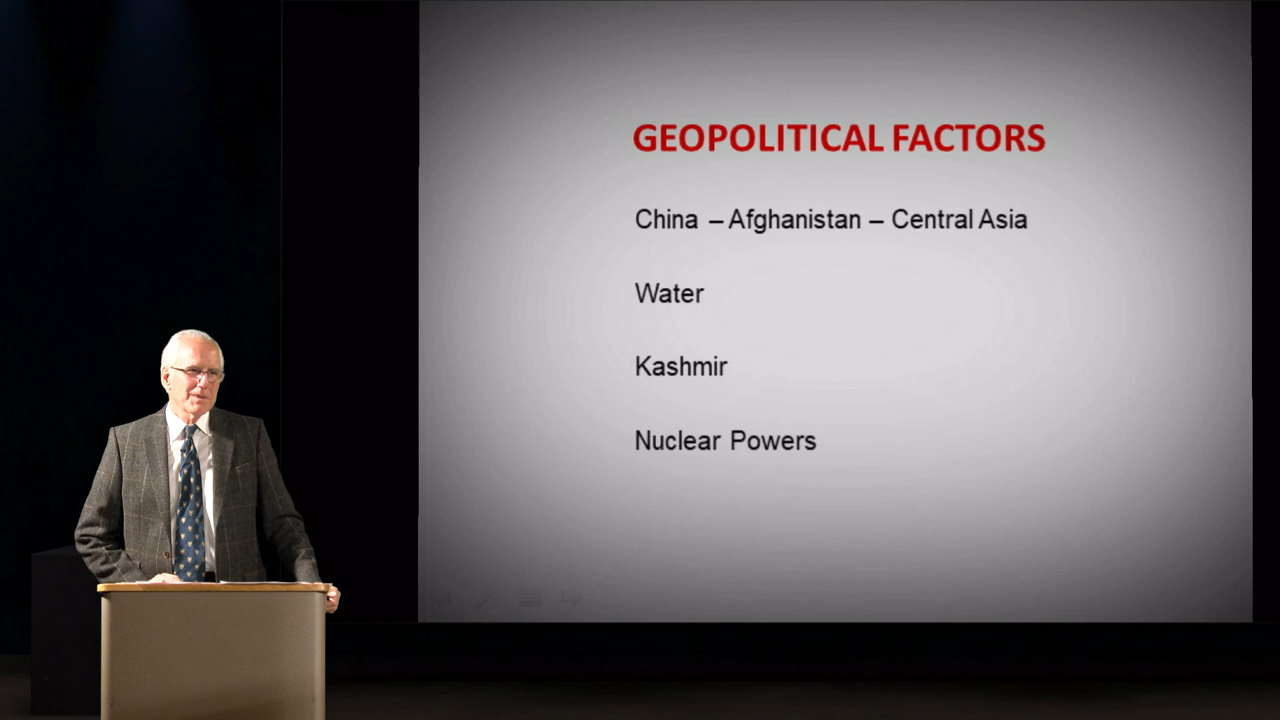 GEOPOLITICAL FACTORS
China – Afghanistan – Central Asia
Water
Kashmir
Nuclear Powers